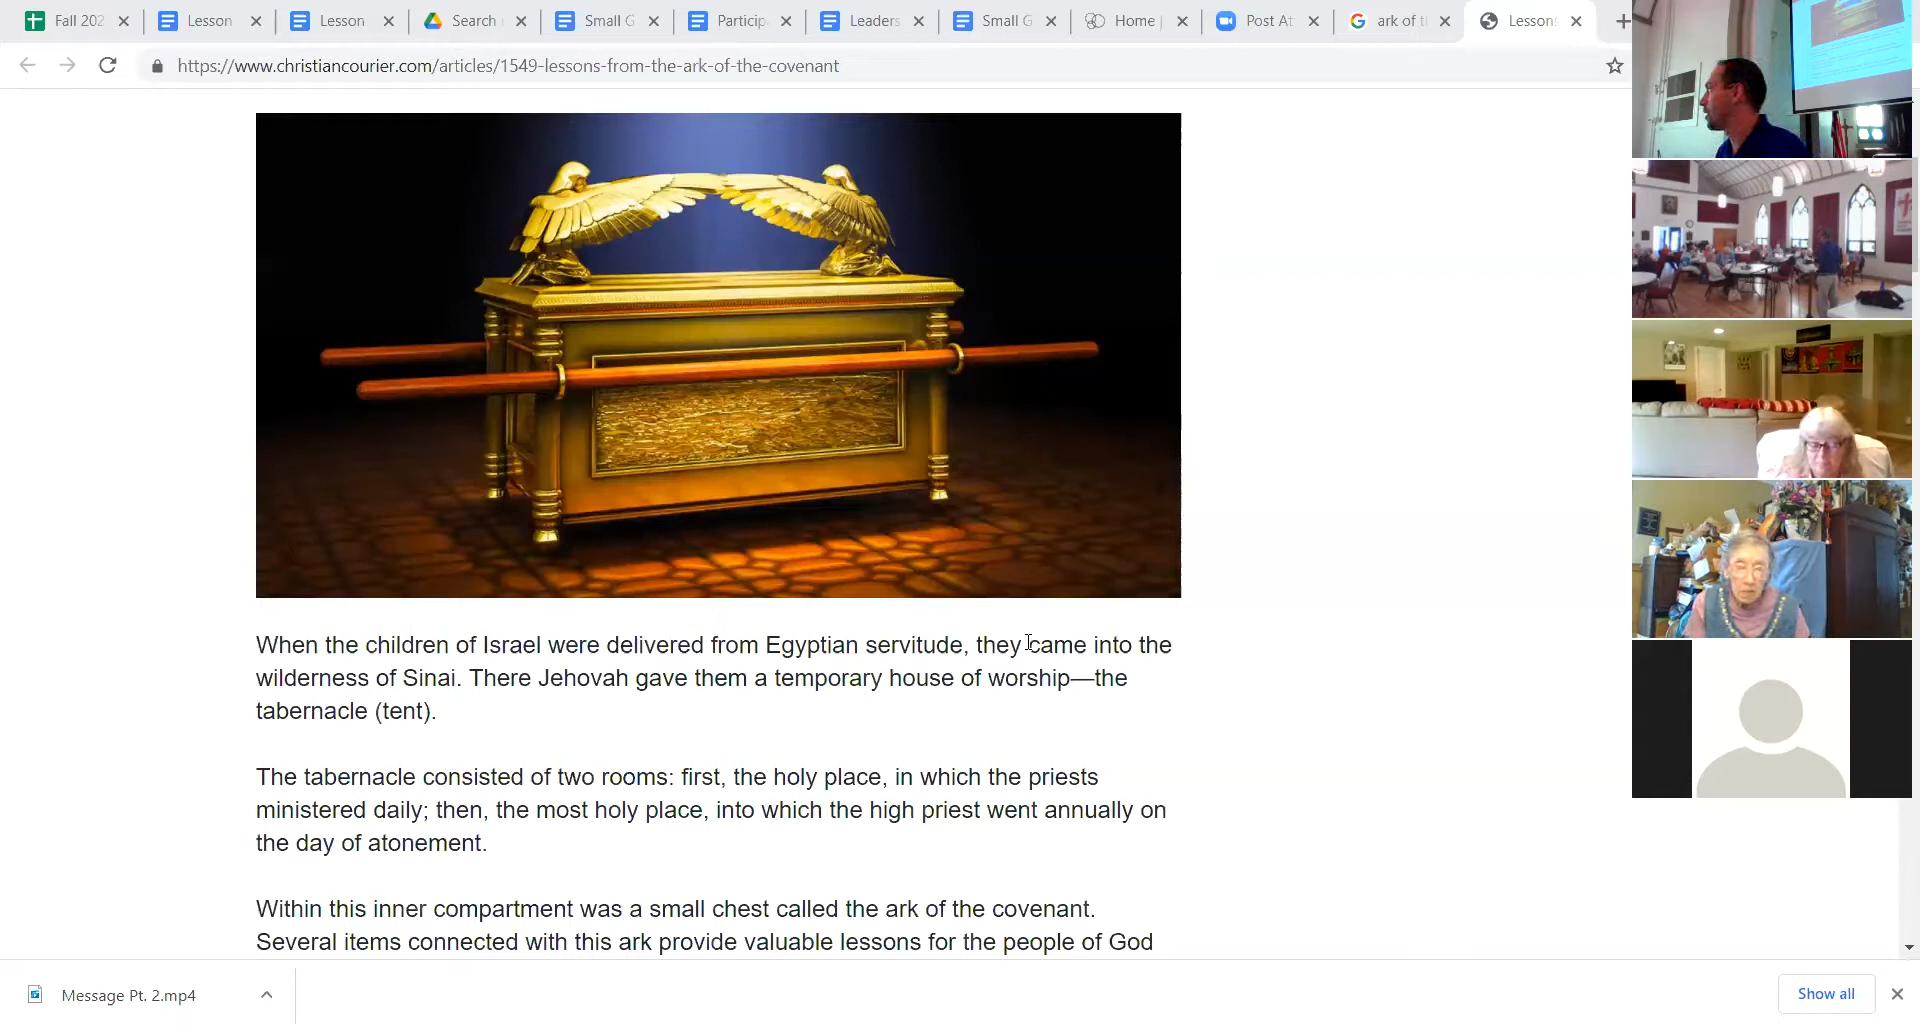 Fall 202
Lesson
Lesson
Search
Small G
Particip
Leaders
Small G
Home
Post At
ark of t
Lesson
https://www.christiancourier.com/articles/1549-lessons-from-the-ark-of-the-covenant
When the children of Israel were delivered from Egyptian servitude, they came into the
wilderness of Sinai. There Jehovah gave them a temporary house of worship—the
tabernacle (tent).
The tabernacle consisted of two rooms: first, the holy place, in which the priests
ministered daily; then, the most holy place, into which the high priest went annually on
the day of atonement.
Within this inner compartment was a small chest called the ark of the covenant.
Several items connected with this ark provide valuable lessons for the people of God
Message Pt. 2.mp4
Show all